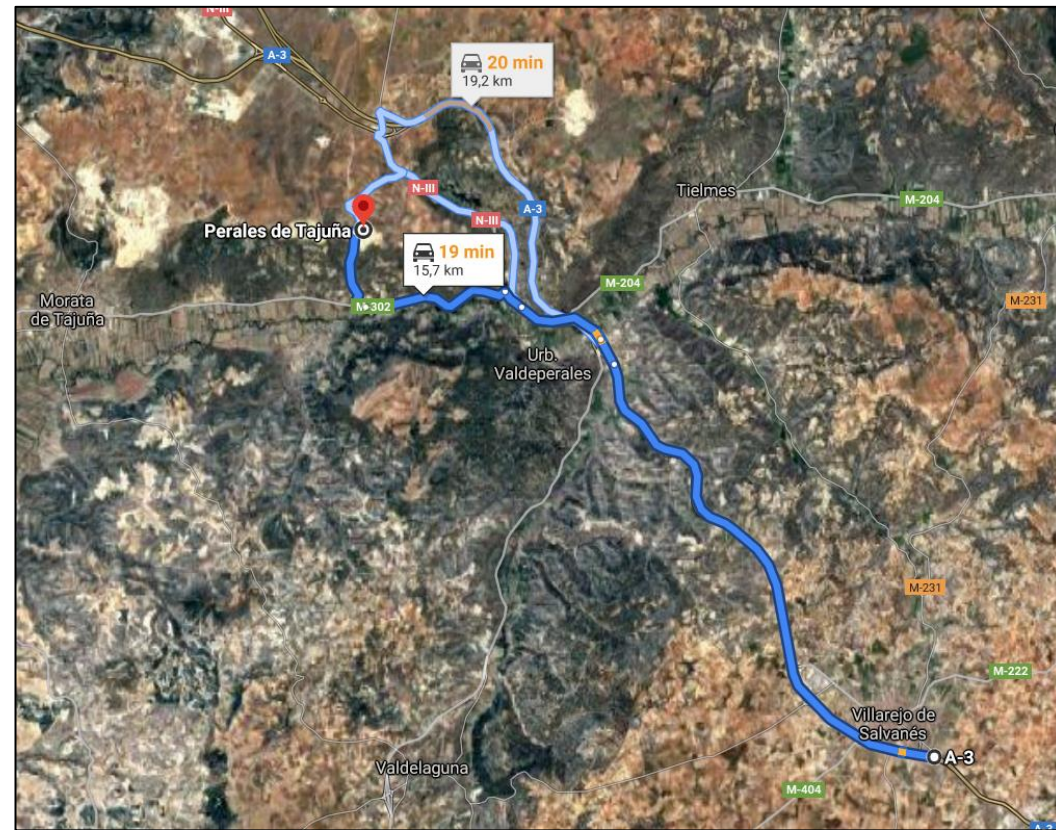 N-III
A-3
20 min
19,2 km
Tielmes
M-204
N-III
A-3
N-III
Perales de Tajuña
19 min
15,7 km
M-204
Morata
de Tajuña
M-302
M-231
Urb.
Valdeperales
M-231
M-222
Villarejo de
Salvanés
A-3
Valdelaguna
M-404
A-3